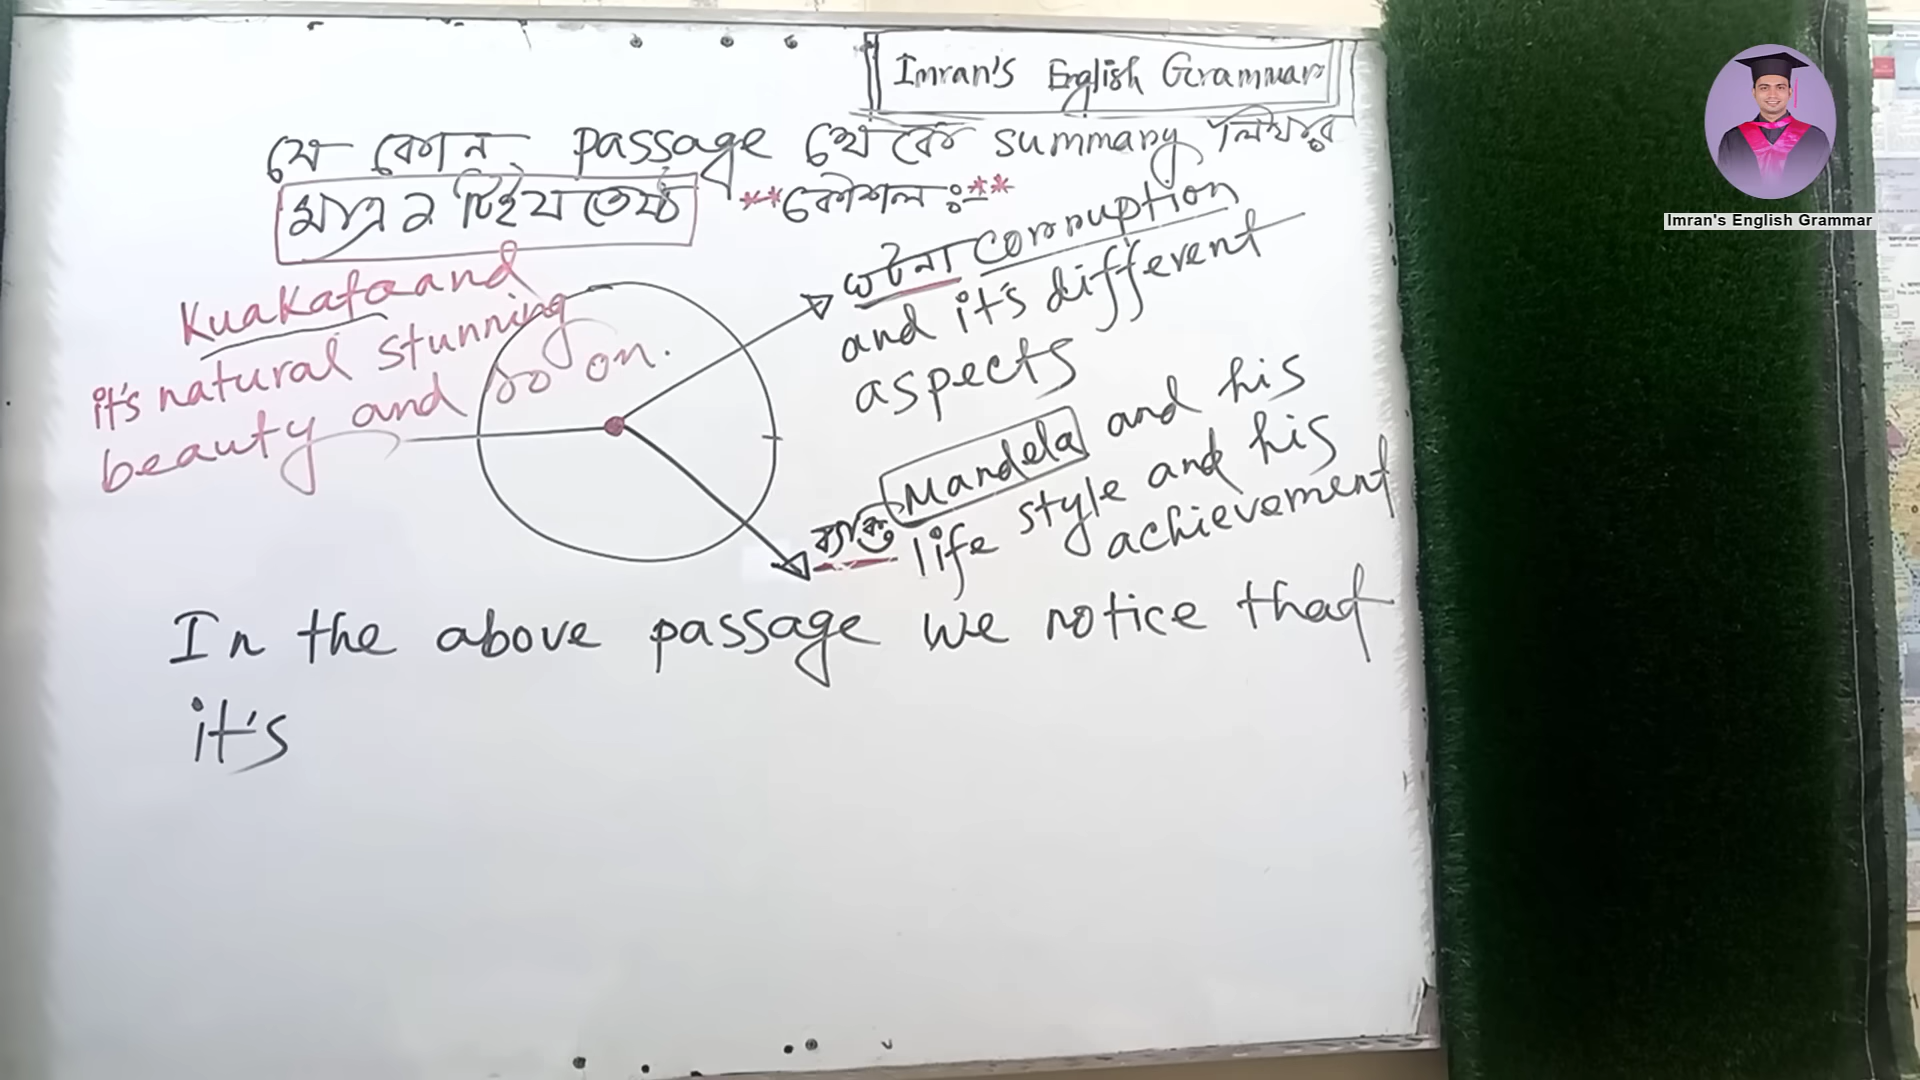 Imran's English Grammar
যে কোন passage থেকে summary লিখার
মাত্র ২ টিই যথেষ্ট **কৌশলঃ**
Kuakata and
it's natural stunning
beauty and so on.
ঘটনা corruption
and it's different
aspects
ব্যক্তি Mandela and his
life style and his
achievement
In the above passage we notice that
it's
Imran's English Grammar